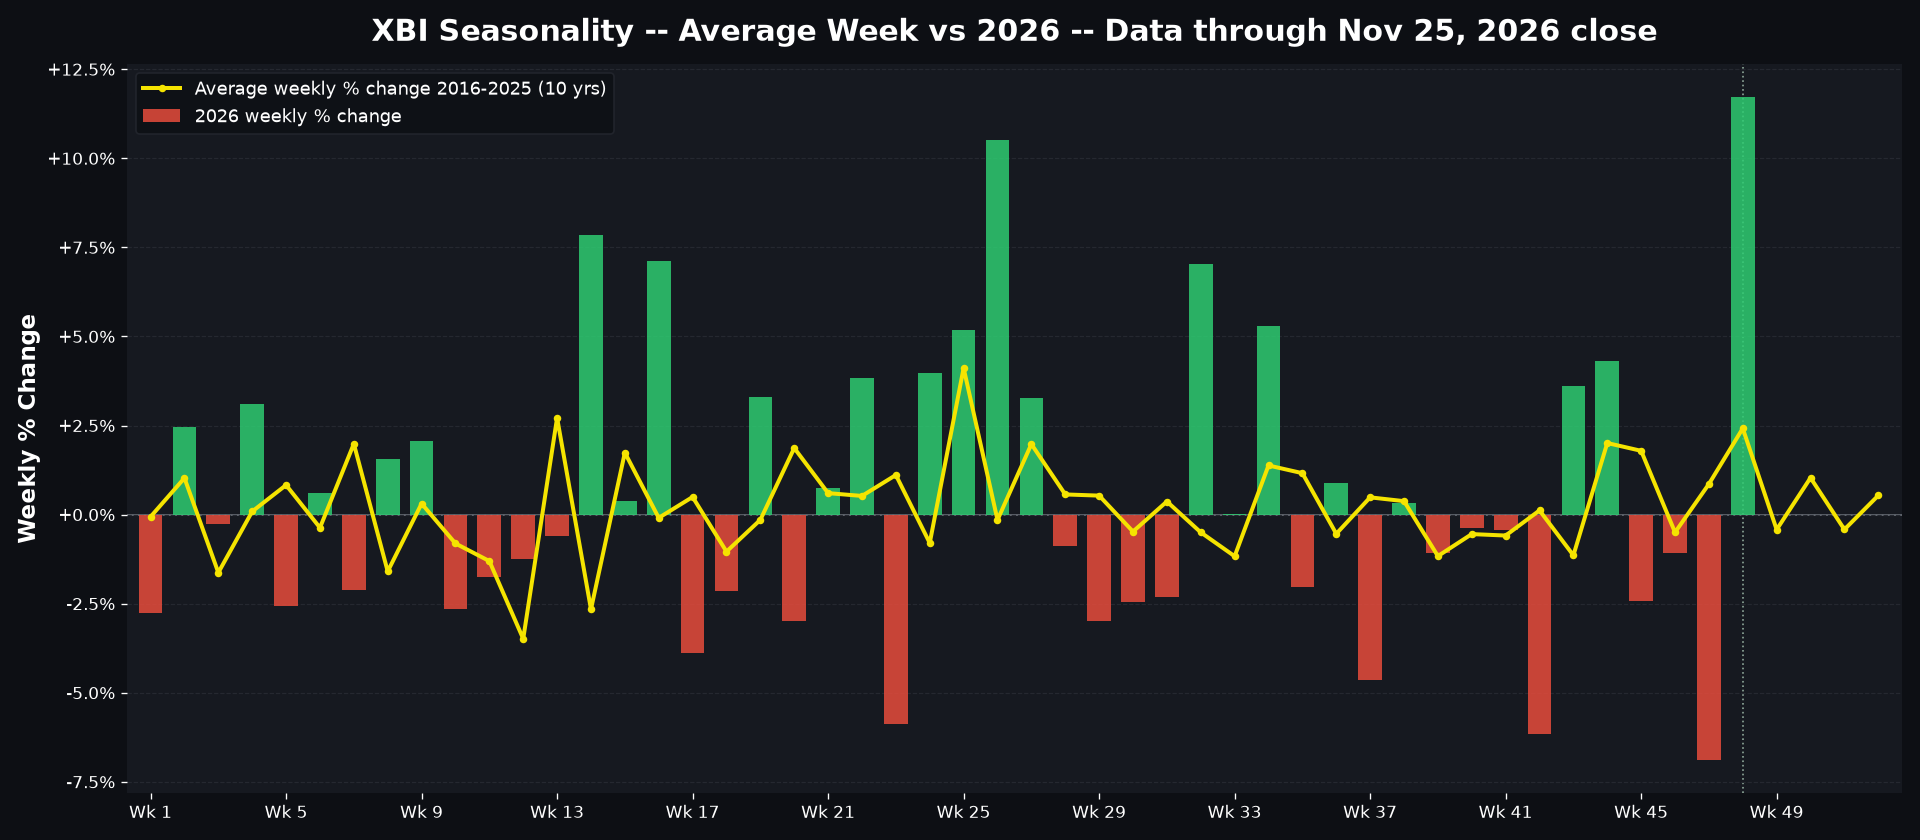 XBI Seasonality -- Average Week vs 2026 -- Data through Nov 25, 2026 close
Average weekly % change 2016-2025 (10 yrs)
2026 weekly % change
Weekly % Change
+12.5%
+10.0%
+7.5%
+5.0%
+2.5%
+0.0%
-2.5%
-5.0%
-7.5%
Wk 1
Wk 5
Wk 9
Wk 13
Wk 17
Wk 21
Wk 25
Wk 29
Wk 33
Wk 37
Wk 41
Wk 45
Wk 49